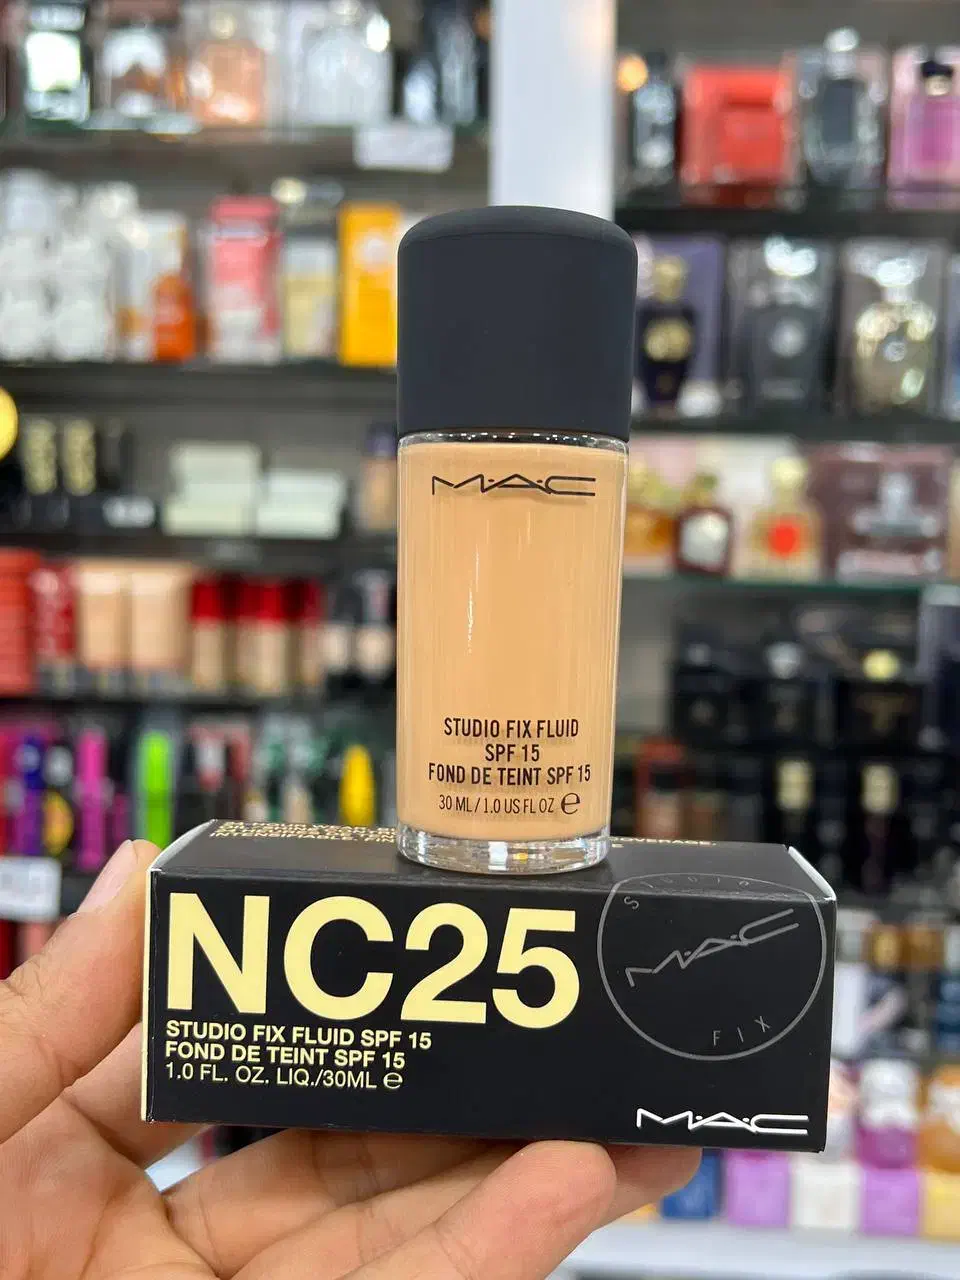 M·A·C
STUDIO FIX FLUID
SPF 15
FOND DE TEINT SPF 15
30 ML / 1.0 US FL OZ ℮
NC25
STUDIO FIX FLUID SPF 15
FOND DE TEINT SPF 15
1.0 FL. OZ. LIQ./30ML ℮
STUDIO
M·A·C
FIX
M·A·C